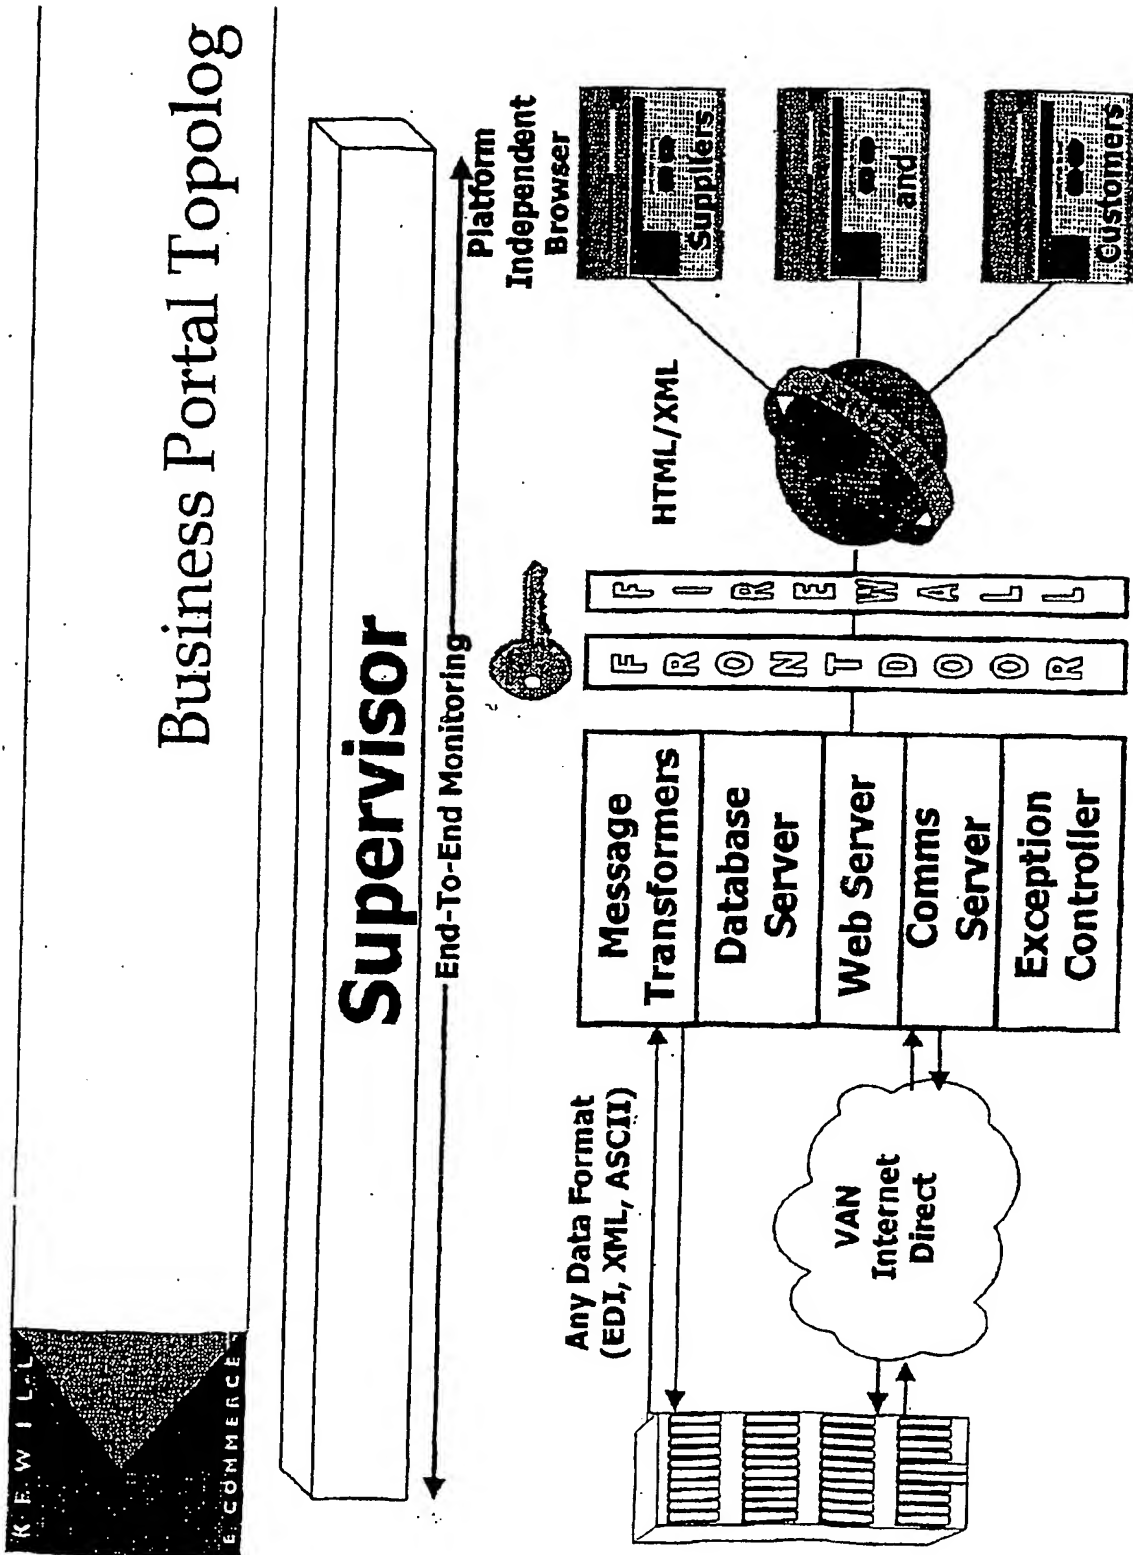 KEWILL
E COMMERCE
Business Portal Topolog
Supervisor
End-To-End Monitoring
Any Data Format
(EDI, XML, ASCII)
VAN
Internet
Direct
Message
Transformers
Database
Server
Web Server
Comms
Server
Exception
Controller
FRONTDOOR
FIREWALL
HTML/XML
Platform
Independent
Browser
Suppliers
and
Customers